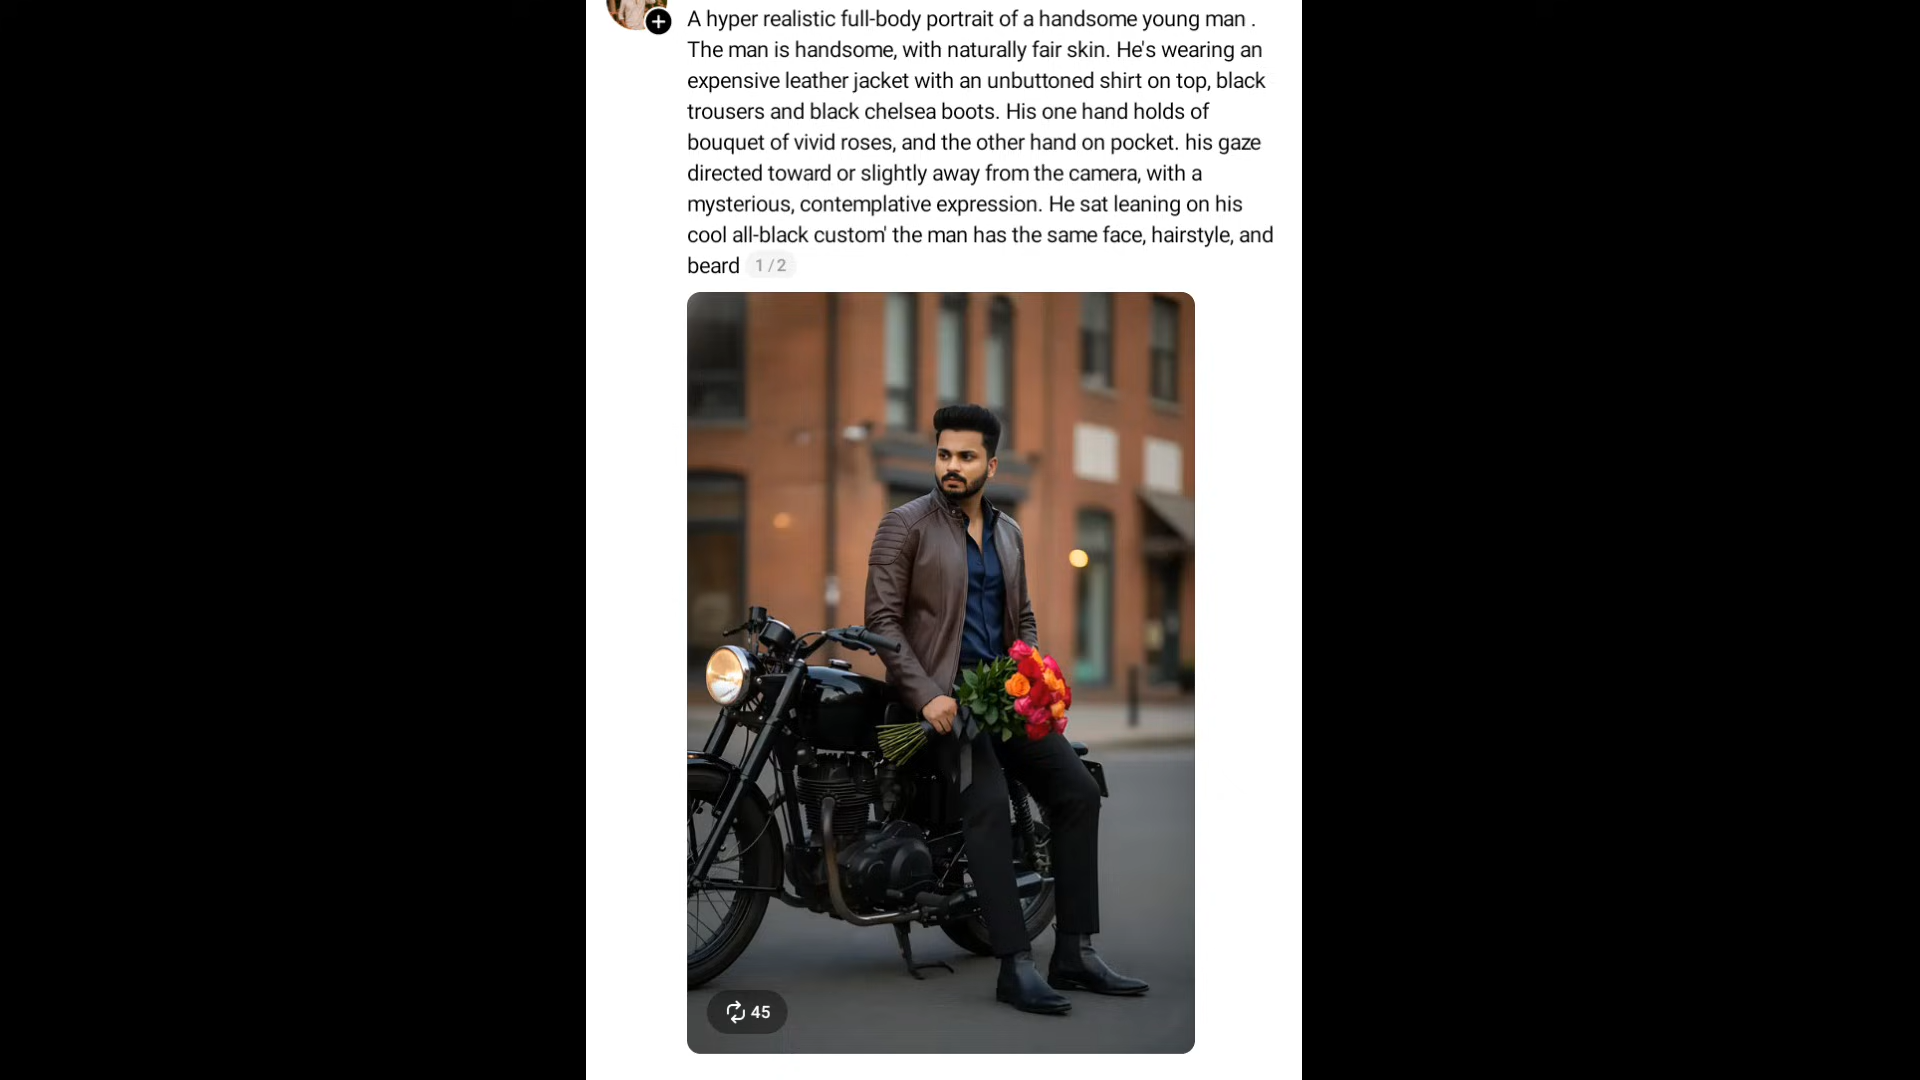 A hyper realistic full-body portrait of a handsome young man .
The man is handsome, with naturally fair skin. He's wearing an
expensive leather jacket with an unbuttoned shirt on top, black
trousers and black chelsea boots. His one hand holds of
bouquet of vivid roses, and the other hand on pocket. his gaze
directed toward or slightly away from the camera, with a
mysterious, contemplative expression. He sat leaning on his
cool all-black custom' the man has the same face, hairstyle, and
beard 1/2
45